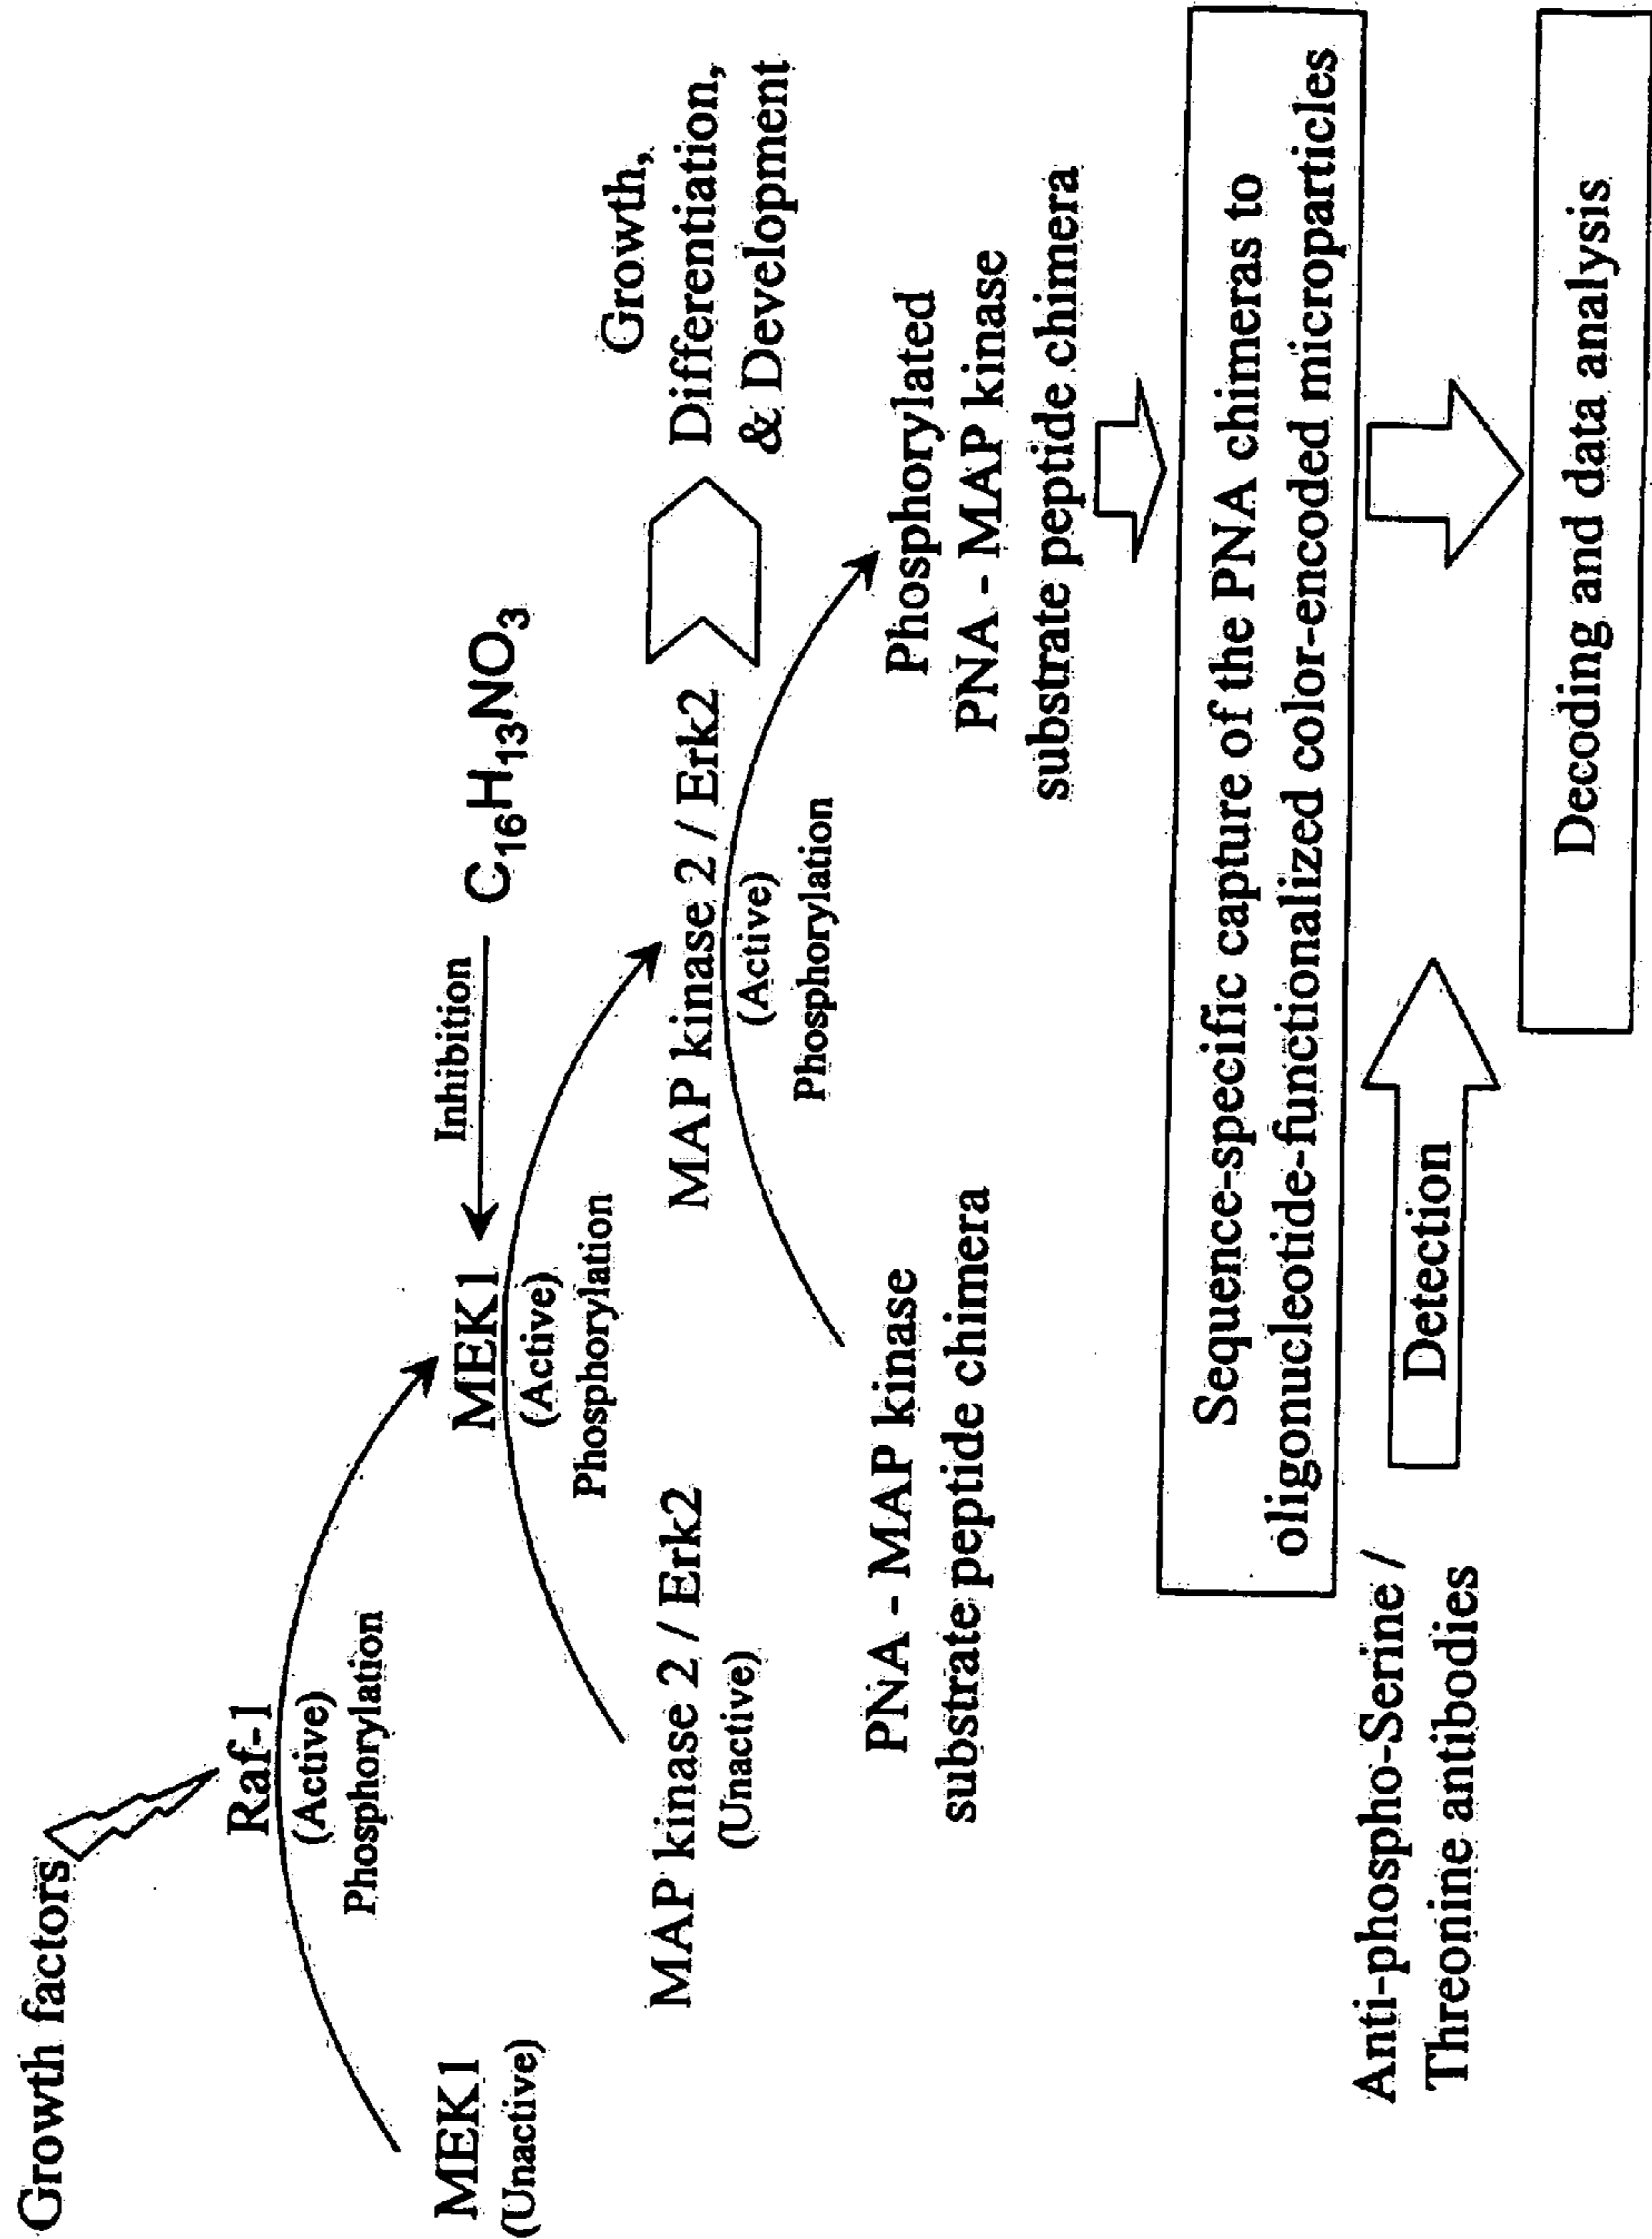 Growth factors
Raf-1
(Active)
Phosphorylation
MEK1
(Unactive)
MEK1
(Active)
Phosphorylation
Inhibition
C₁₆H₁₃NO₃
MAP kinase 2 / Erk2
(Unactive)
MAP kinase 2 / Erk2
(Active)
Phosphorylation
Growth,
Differentiation,
& Development
PNA - MAP kinase
substrate peptide chimera
Phosphorylated
PNA - MAP kinase
substrate peptide chimera
Sequence-specific capture of the PNA chimeras to
oligonucleotide-functionalized color-encoded microparticles
Anti-phospho-Serine /
Threonine antibodies
Detection
Decoding and data analysis